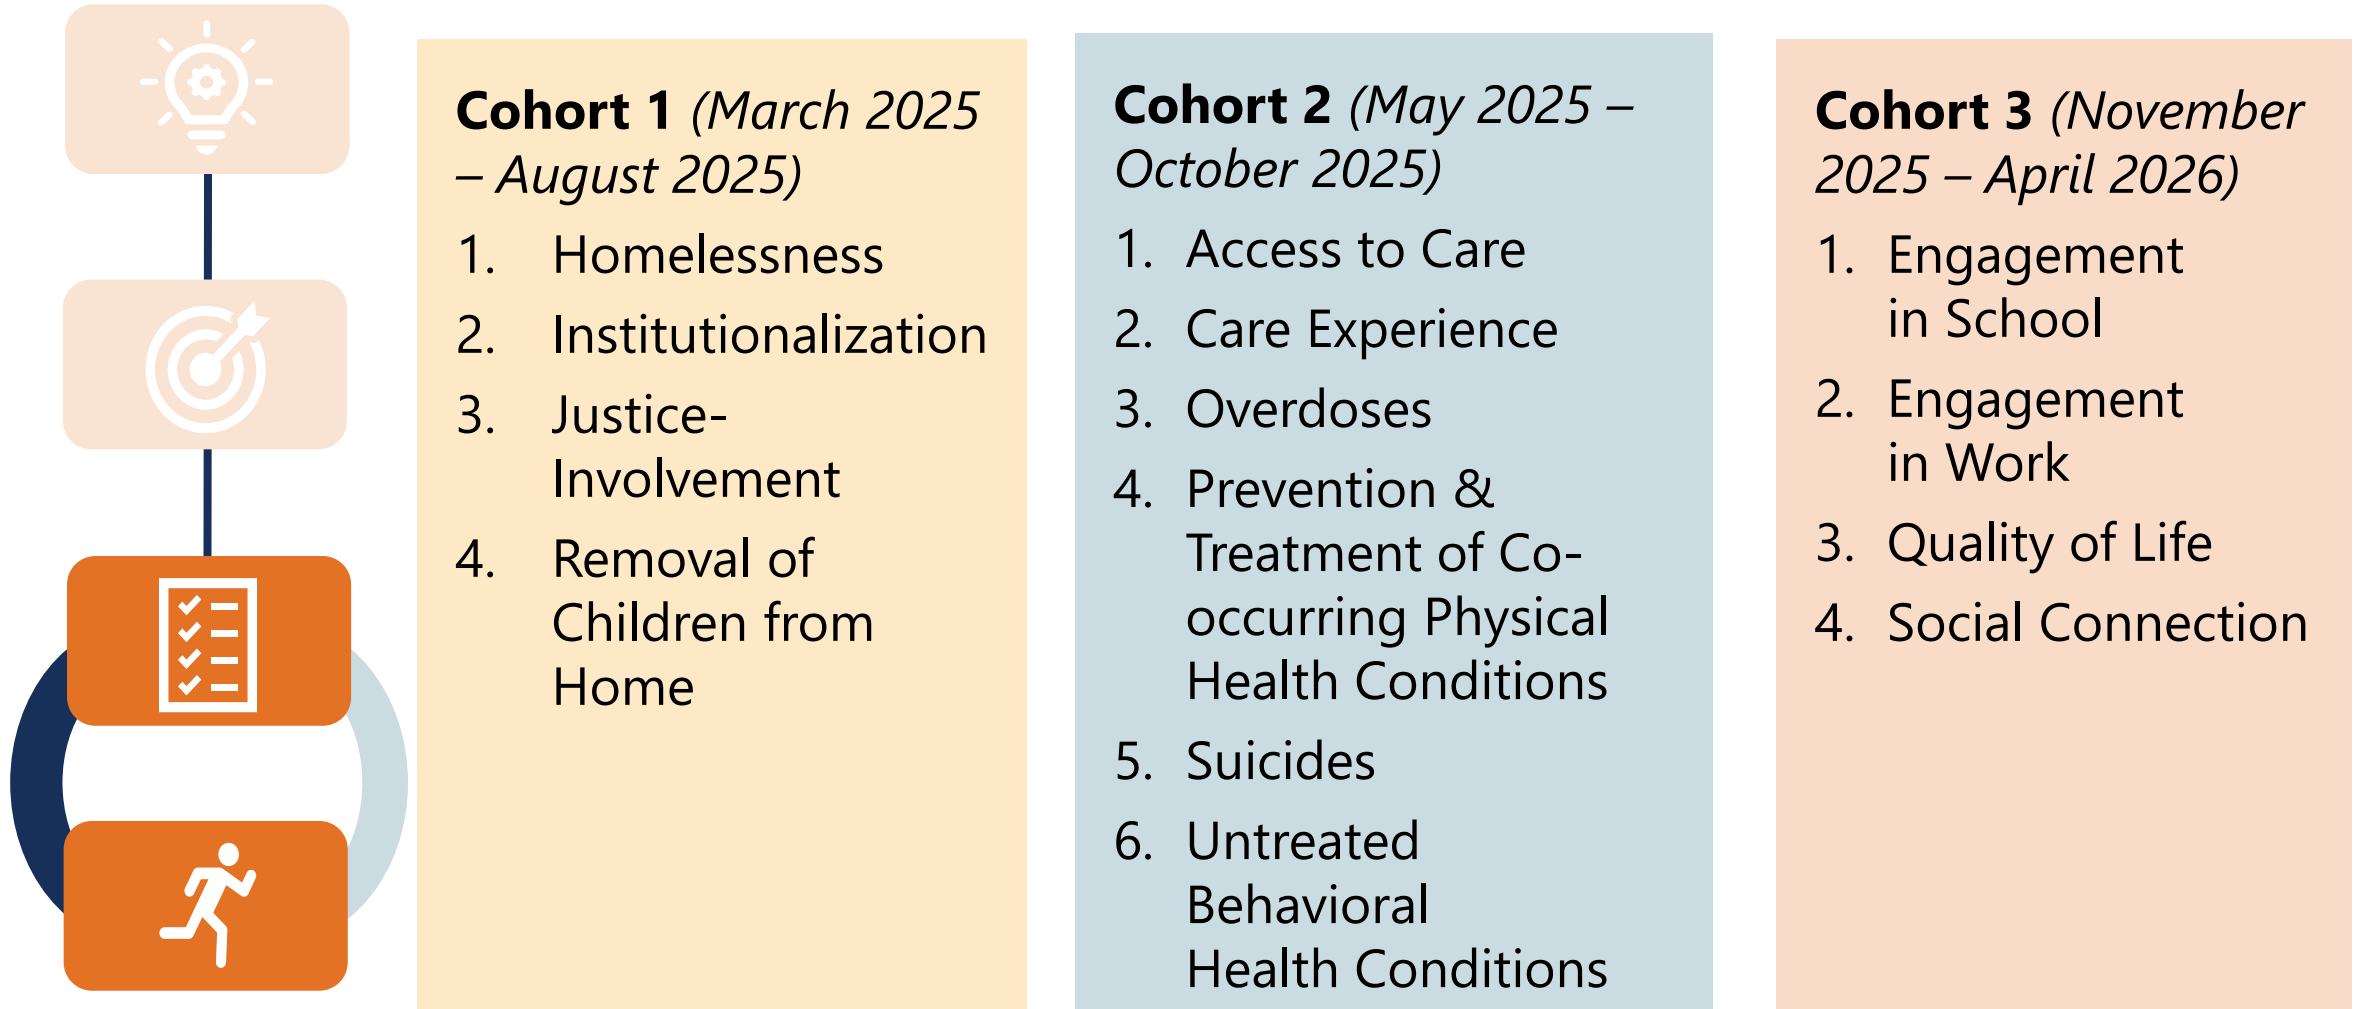 Cohort 1 (March 2025
– August 2025)
1. Homelessness
2. Institutionalization
3. Justice-
Involvement
4. Removal of
Children from
Home
Cohort 2 (May 2025 –
October 2025)
1. Access to Care
2. Care Experience
3. Overdoses
4. Prevention &
Treatment of Co-
occurring Physical
Health Conditions
5. Suicides
6. Untreated
Behavioral
Health Conditions
Cohort 3 (November
2025 – April 2026)
1. Engagement
in School
2. Engagement
in Work
3. Quality of Life
4. Social Connection